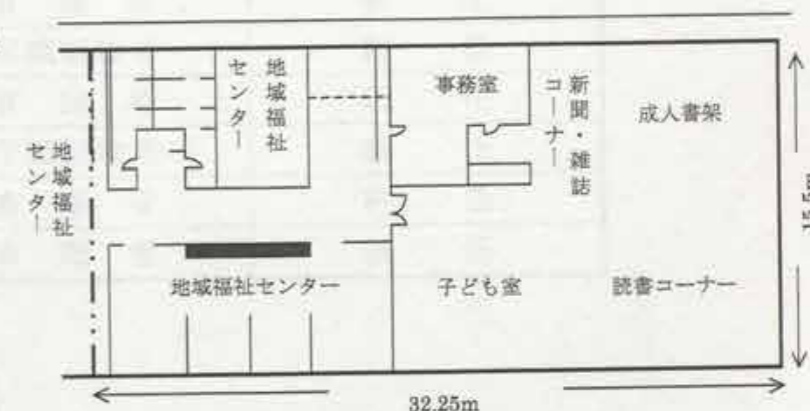 地域福祉
センター
地域福祉
センター
事務室
新聞・雑誌
コーナー
成人書架
15.5m
地域福祉センター
子ども室
読書コーナー
32.25m